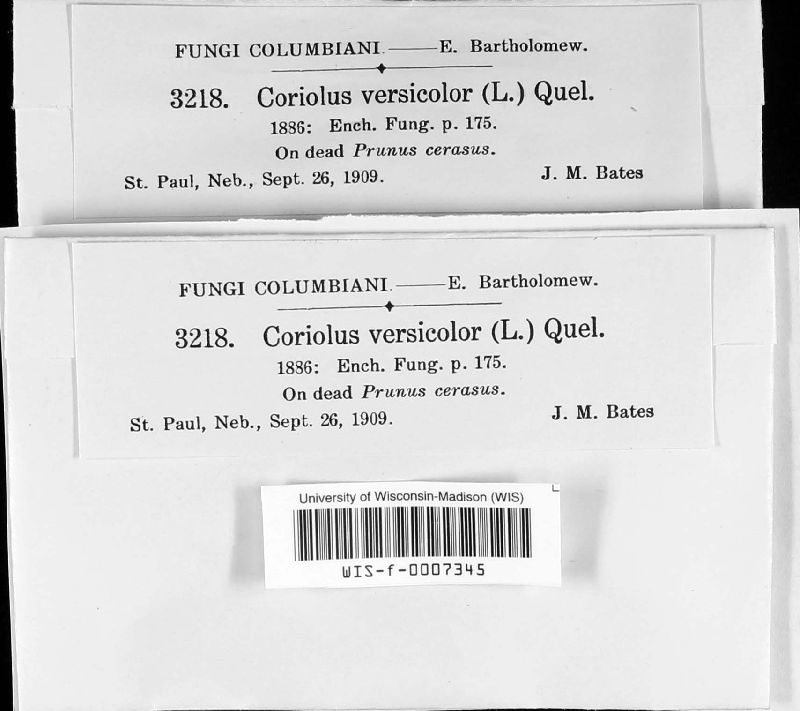 FUNGI COLUMBIANI.——E. Bartholomew.
3218. Coriolus versicolor (L.) Quel.
1886: Ench. Fung. p. 175.
On dead Prunus cerasus.
St. Paul, Neb., Sept. 26, 1909. J. M. Bates
FUNGI COLUMBIANI.——E. Bartholomew.
3218. Coriolus versicolor (L.) Quel.
1886: Ench. Fung. p. 175.
On dead Prunus cerasus.
St. Paul, Neb., Sept. 26, 1909. J. M. Bates
University of Wisconsin-Madison (WIS)
WIS-f-0007345